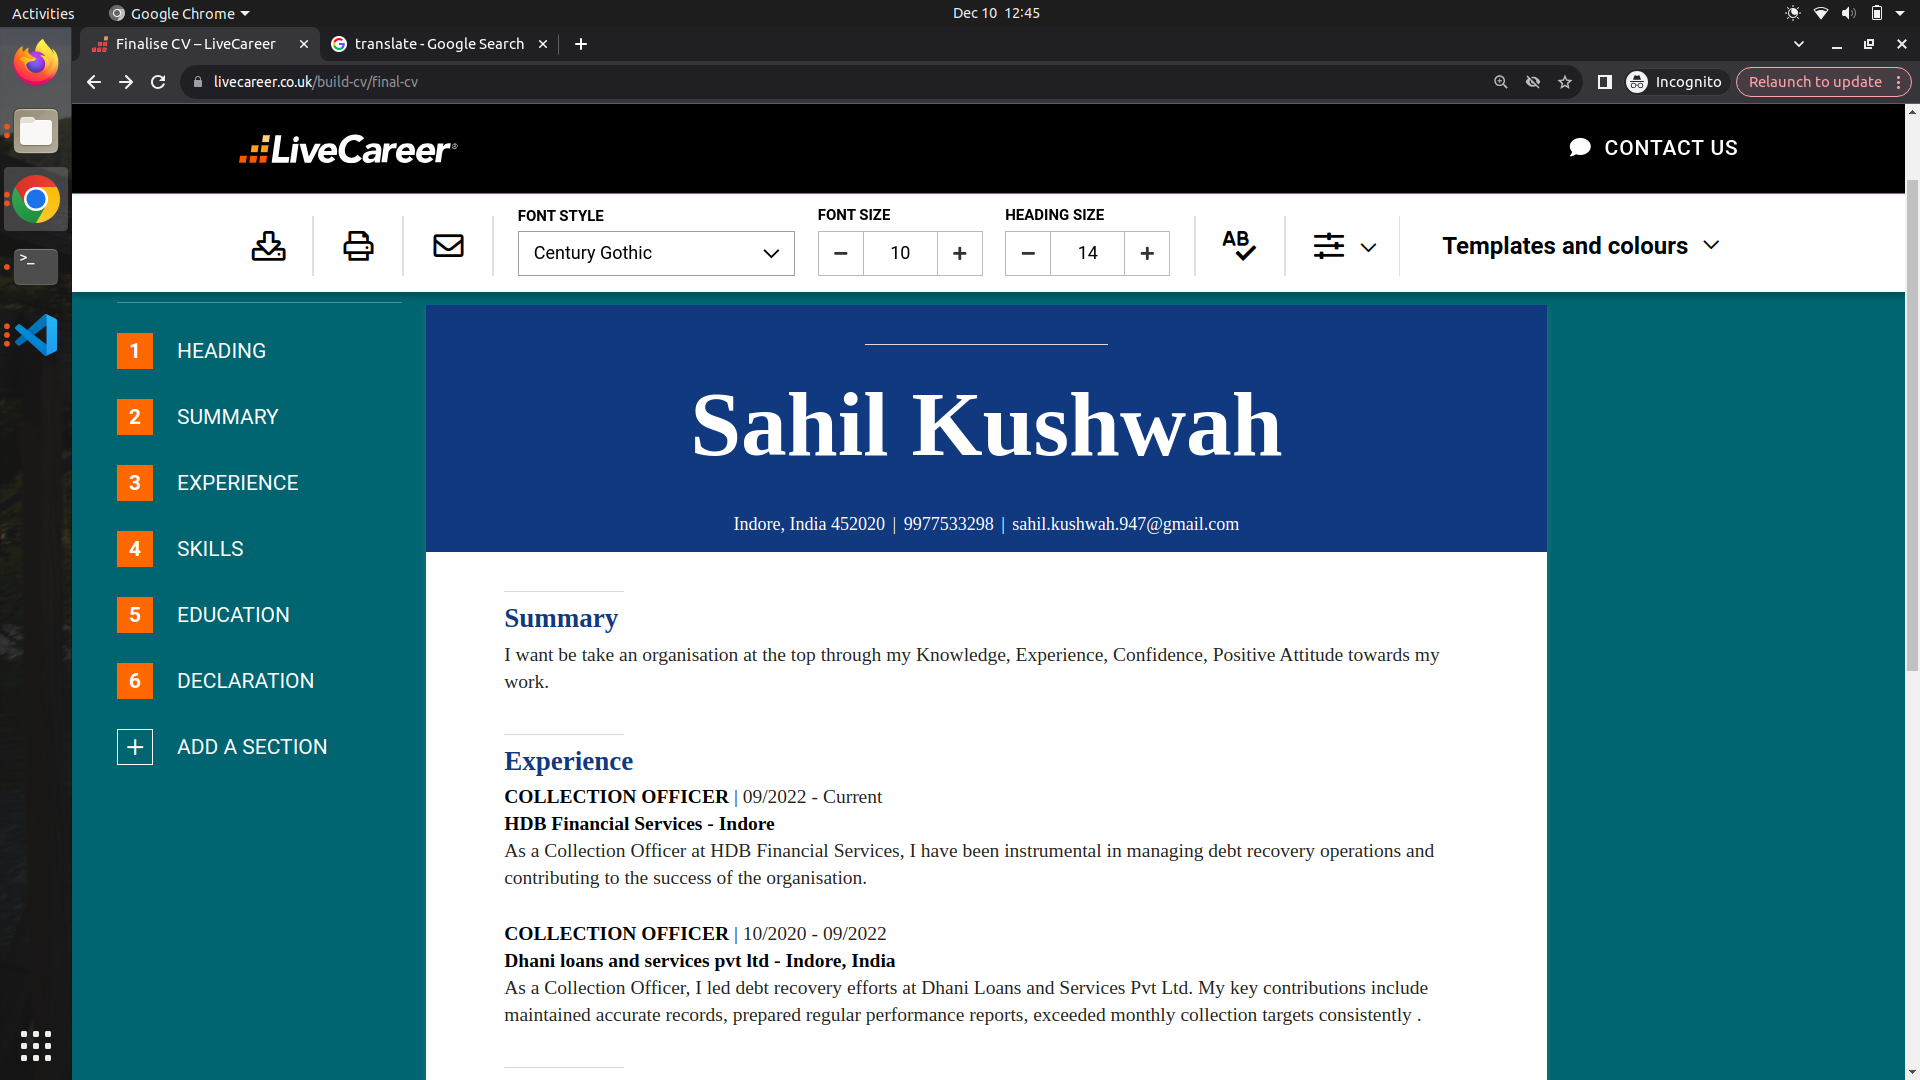 Activities
Google Chrome
Dec 10 12:45
Finalise CV – LiveCareer
translate - Google Search
livecareer.co.uk/build-cv/final-cv
Incognito
Relaunch to update
LiveCareer®
CONTACT US
FONT STYLE
Century Gothic
FONT SIZE
10
HEADING SIZE
14
AB
Templates and colours
1 HEADING
2 SUMMARY
3 EXPERIENCE
4 SKILLS
5 EDUCATION
6 DECLARATION
ADD A SECTION
Sahil Kushwah
Indore, India 452020 | 9977533298 | sahil.kushwah.947@gmail.com
Summary
I want be take an organisation at the top through my Knowledge, Experience, Confidence, Positive Attitude towards my
work.
Experience
COLLECTION OFFICER | 09/2022 - Current
HDB Financial Services - Indore
As a Collection Officer at HDB Financial Services, I have been instrumental in managing debt recovery operations and
contributing to the success of the organisation.
COLLECTION OFFICER | 10/2020 - 09/2022
Dhani loans and services pvt ltd - Indore, India
As a Collection Officer, I led debt recovery efforts at Dhani Loans and Services Pvt Ltd. My key contributions include
maintained accurate records, prepared regular performance reports, exceeded monthly collection targets consistently .